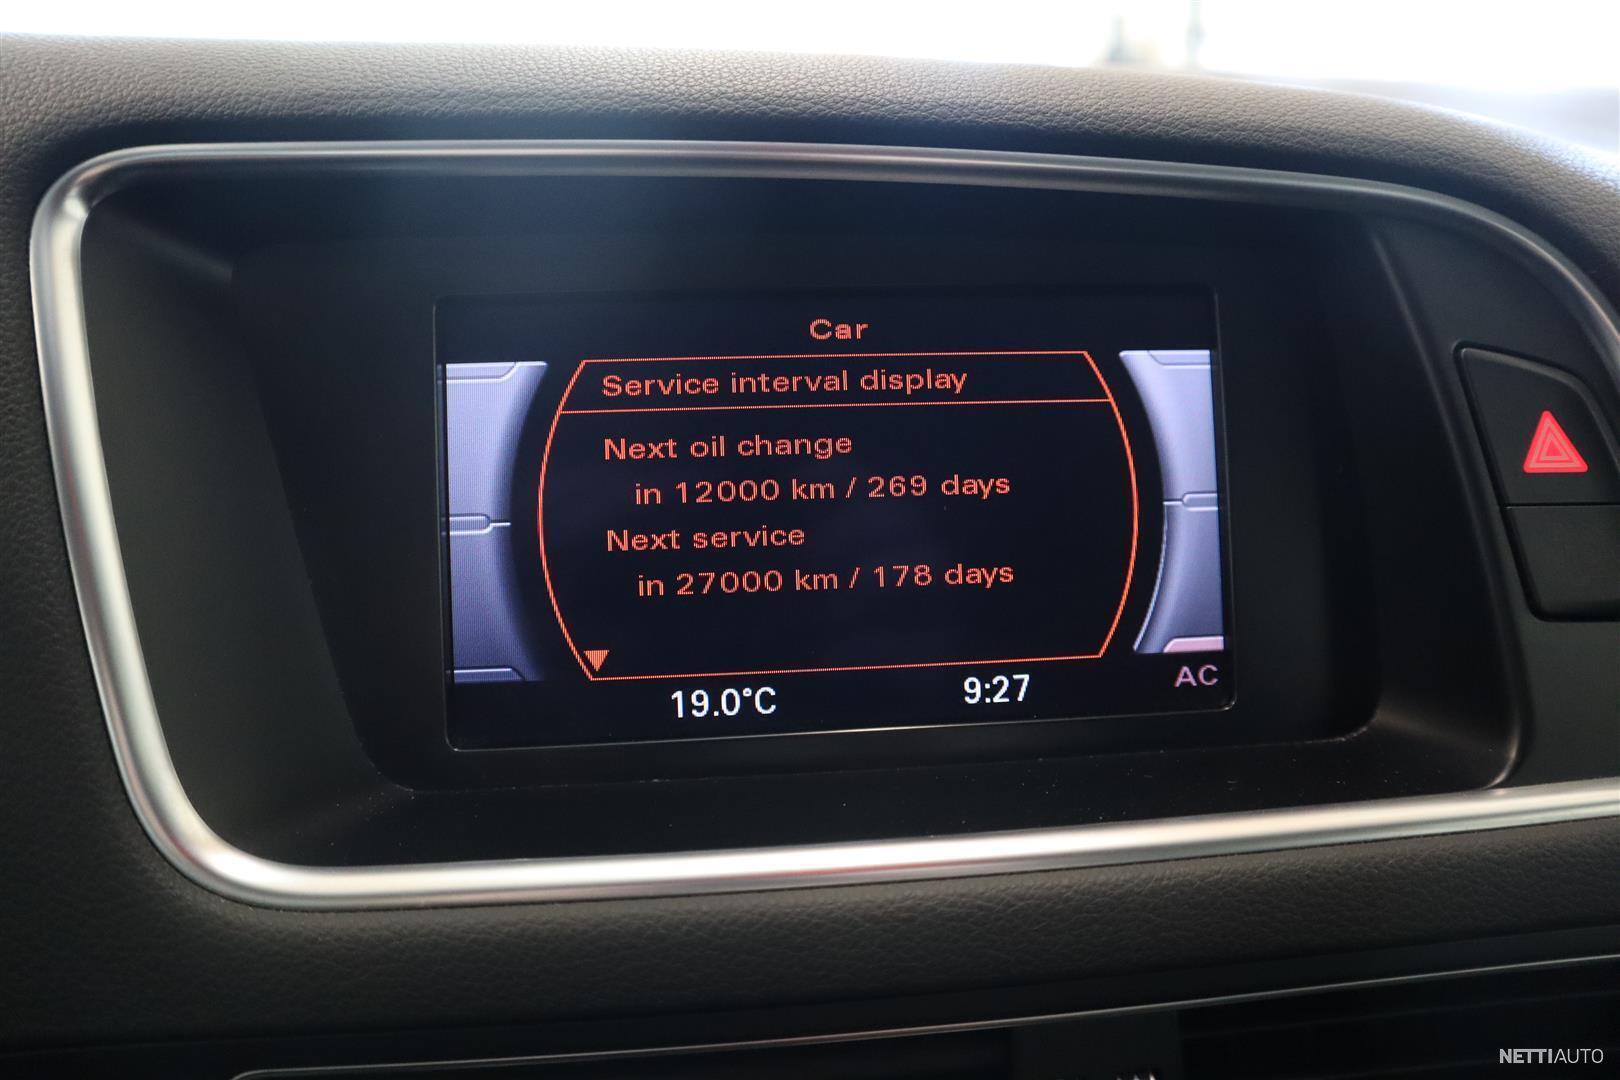 Car
Service interval display
Next oil change
in 12000 km / 269 days
Next service
in 27000 km / 178 days
19.0°C
9:27
AC
NETTIAUTO